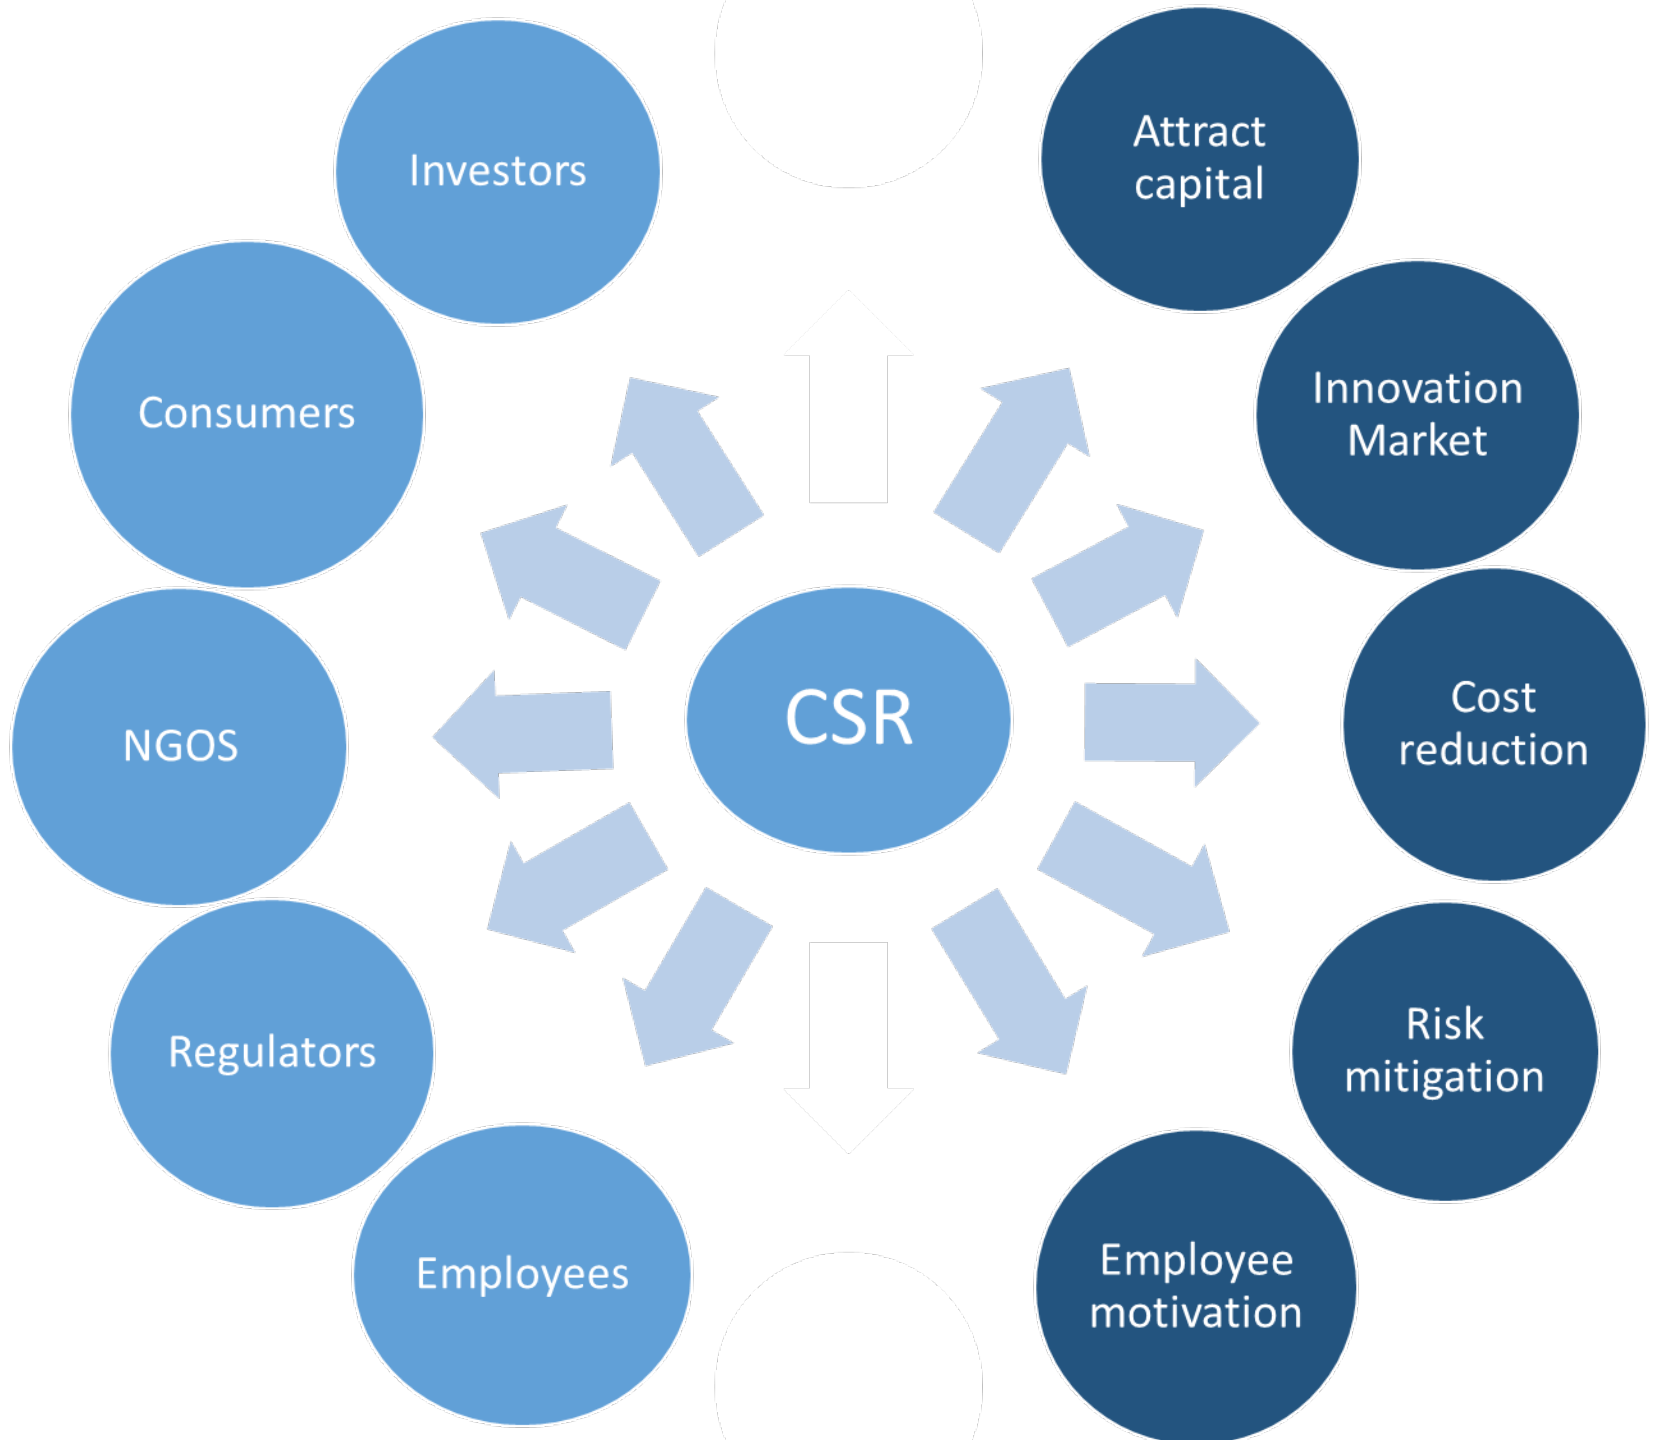 Investors
Attract
capital
Consumers
Innovation
Market
NGOS
CSR
Cost
reduction
Regulators
Risk
mitigation
Employees
Employee
motivation